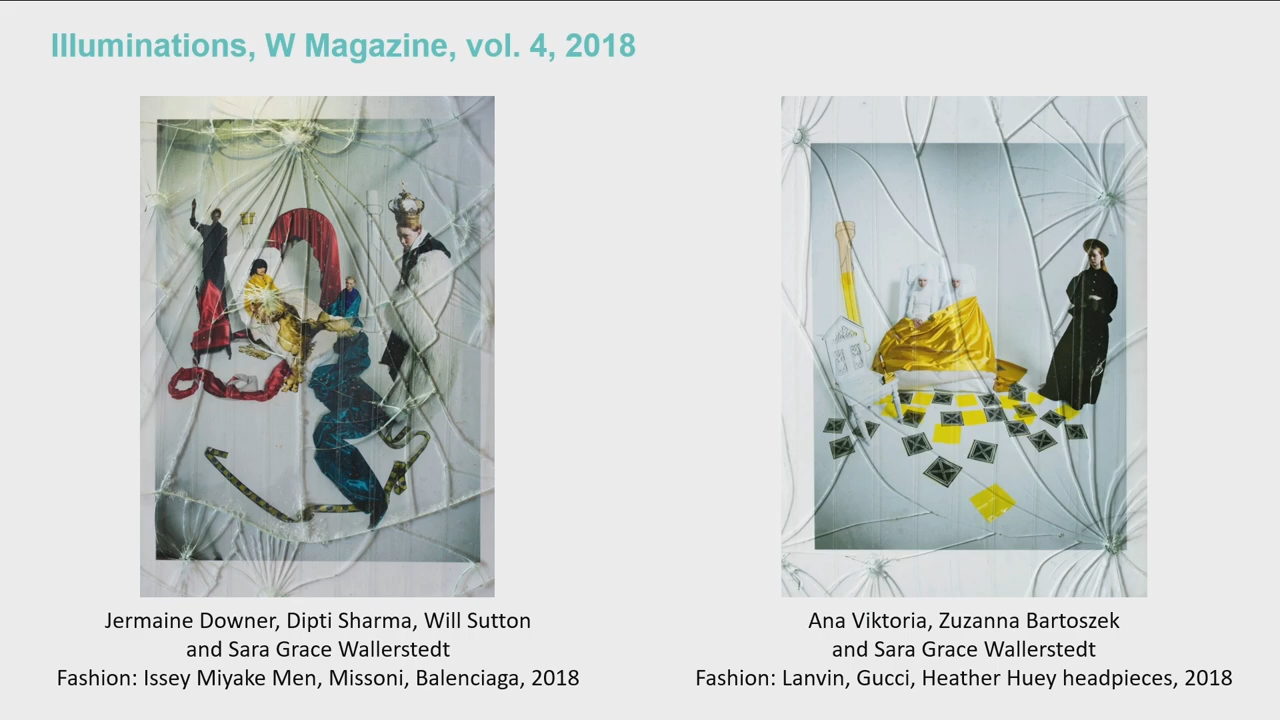 Illuminations, W Magazine, vol. 4, 2018
Jermaine Downer, Dipti Sharma, Will Sutton
and Sara Grace Wallerstedt
Fashion: Issey Miyake Men, Missoni, Balenciaga, 2018
Ana Viktoria, Zuzanna Bartoszek
and Sara Grace Wallerstedt
Fashion: Lanvin, Gucci, Heather Huey headpieces, 2018